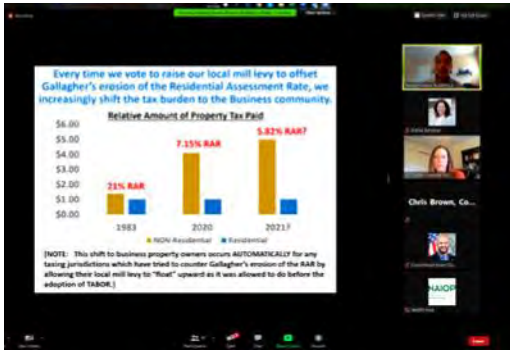 Every time we vote to raise our local mill levy to offset
Gallagher's erosion of the Residential Assessment Rate, we
increasingly shift the tax burden to the Business community.
Relative Amount of Property Tax Paid
$6.00
$5.00
$4.00
$3.00
$2.00
$1.00
$0.00
21% RAR
7.15% RAR
5.82% RAR?
1983
2020
2021?
NON-Residential
Residential
[NOTE: This shift to business property owners occurs AUTOMATICALLY for any
taxing jurisdictions which have tried to counter Gallagher's erosion of the RAR by
allowing their local mill levy to "float" upward as it was allowed to do before the
adoption of TABOR.]
Chris Brown, Co...
NAIOP